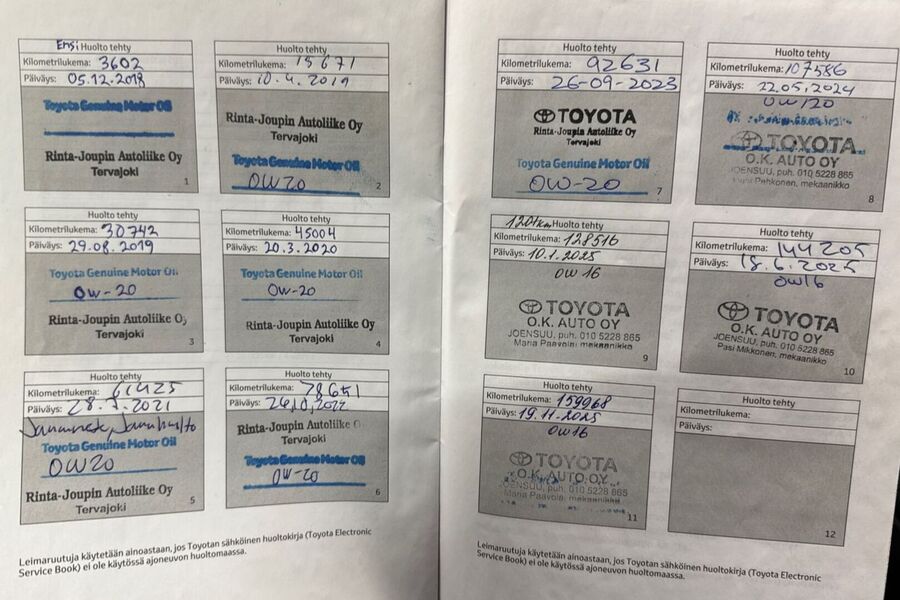 Ensi Huolto tehty
Kilometrilukema: 3602
Päiväys: 05.12.2018
Toyota Genuine Motor Oil
Rinta-Joupin Autoliike Oy
Tervajoki
1
Huolto tehty
Kilometrilukema: 15671
Päiväys: 10.4.2019
Rinta-Joupin Autoliike Oy
Tervajoki
Toyota Genuine Motor Oil
0W20
2
Huolto tehty
Kilometrilukema: 30742
Päiväys: 29.08.2019
Toyota Genuine Motor Oil
0W-20
Rinta-Joupin Autoliike Oy
Tervajoki
3
Huolto tehty
Kilometrilukema: 45004
Päiväys: 20.3.2020
Toyota Genuine Motor Oil
0W-20
Rinta-Joupin Autoliike Oy
Tervajoki
4
Huolto tehty
Kilometrilukema: 61425
Päiväys: 28.7.2021
Toyota Genuine Motor Oil
0W20
Rinta-Joupin Autoliike Oy
Tervajoki
5
Huolto tehty
Kilometrilukema: 78651
Päiväys:
Rinta-Joupin Autoliike O
Tervajoki
Toyota Genuine Motor Oil
0W-20
6
Leimaruutuja käytetään ainoastaan, jos Toyotan sähköinen huoltokirja (Toyota Electronic
Service Book) ei ole käytössä ajoneuvon huoltomaassa.
Huolto tehty
Kilometrilukema: 92631
Päiväys: 26-09-2023
TOYOTA
Rinta-Joupin Autoliike Oy
Tervajoki
Toyota Genuine Motor Oil
0W-20
7
Huolto tehty
Kilometrilukema: 107586
Päiväys: 22.05.2024
0W/20
TOYOTA
O.K. AUTO OY
JOENSUU, puh. 010 5228 865
Pehkonen, mekaanikko
8
120tkm Huolto tehty
Kilometrilukema: 128516
Päiväys: 10.1.2025
0W16
TOYOTA
O.K. AUTO OY
JOENSUU, puh. 010 5228 865
Maria Paavola, mekaanikko
9
Huolto tehty
Kilometrilukema: 144205
Päiväys: 18.6.2025
0W16
TOYOTA
O.K. AUTO OY
JOENSUU, puh. 010 5228 865
Pasi Mikkonen, mekaanikko
10
Huolto tehty
Kilometrilukema: 159968
Päiväys: 19.11.2025
0W16
TOYOTA
O.K. AUTO OY
JOENSUU, puh. 010 5228 865
Maria Paavola, mekaanikko
11
Huolto tehty
Kilometrilukema:
Päiväys:
12
Leimaruutuja käytetään ainoastaan, jos Toyotan sähköinen huoltokirja (Toyota Electronic
Service Book) ei ole käytössä ajoneuvon huoltomaassa.